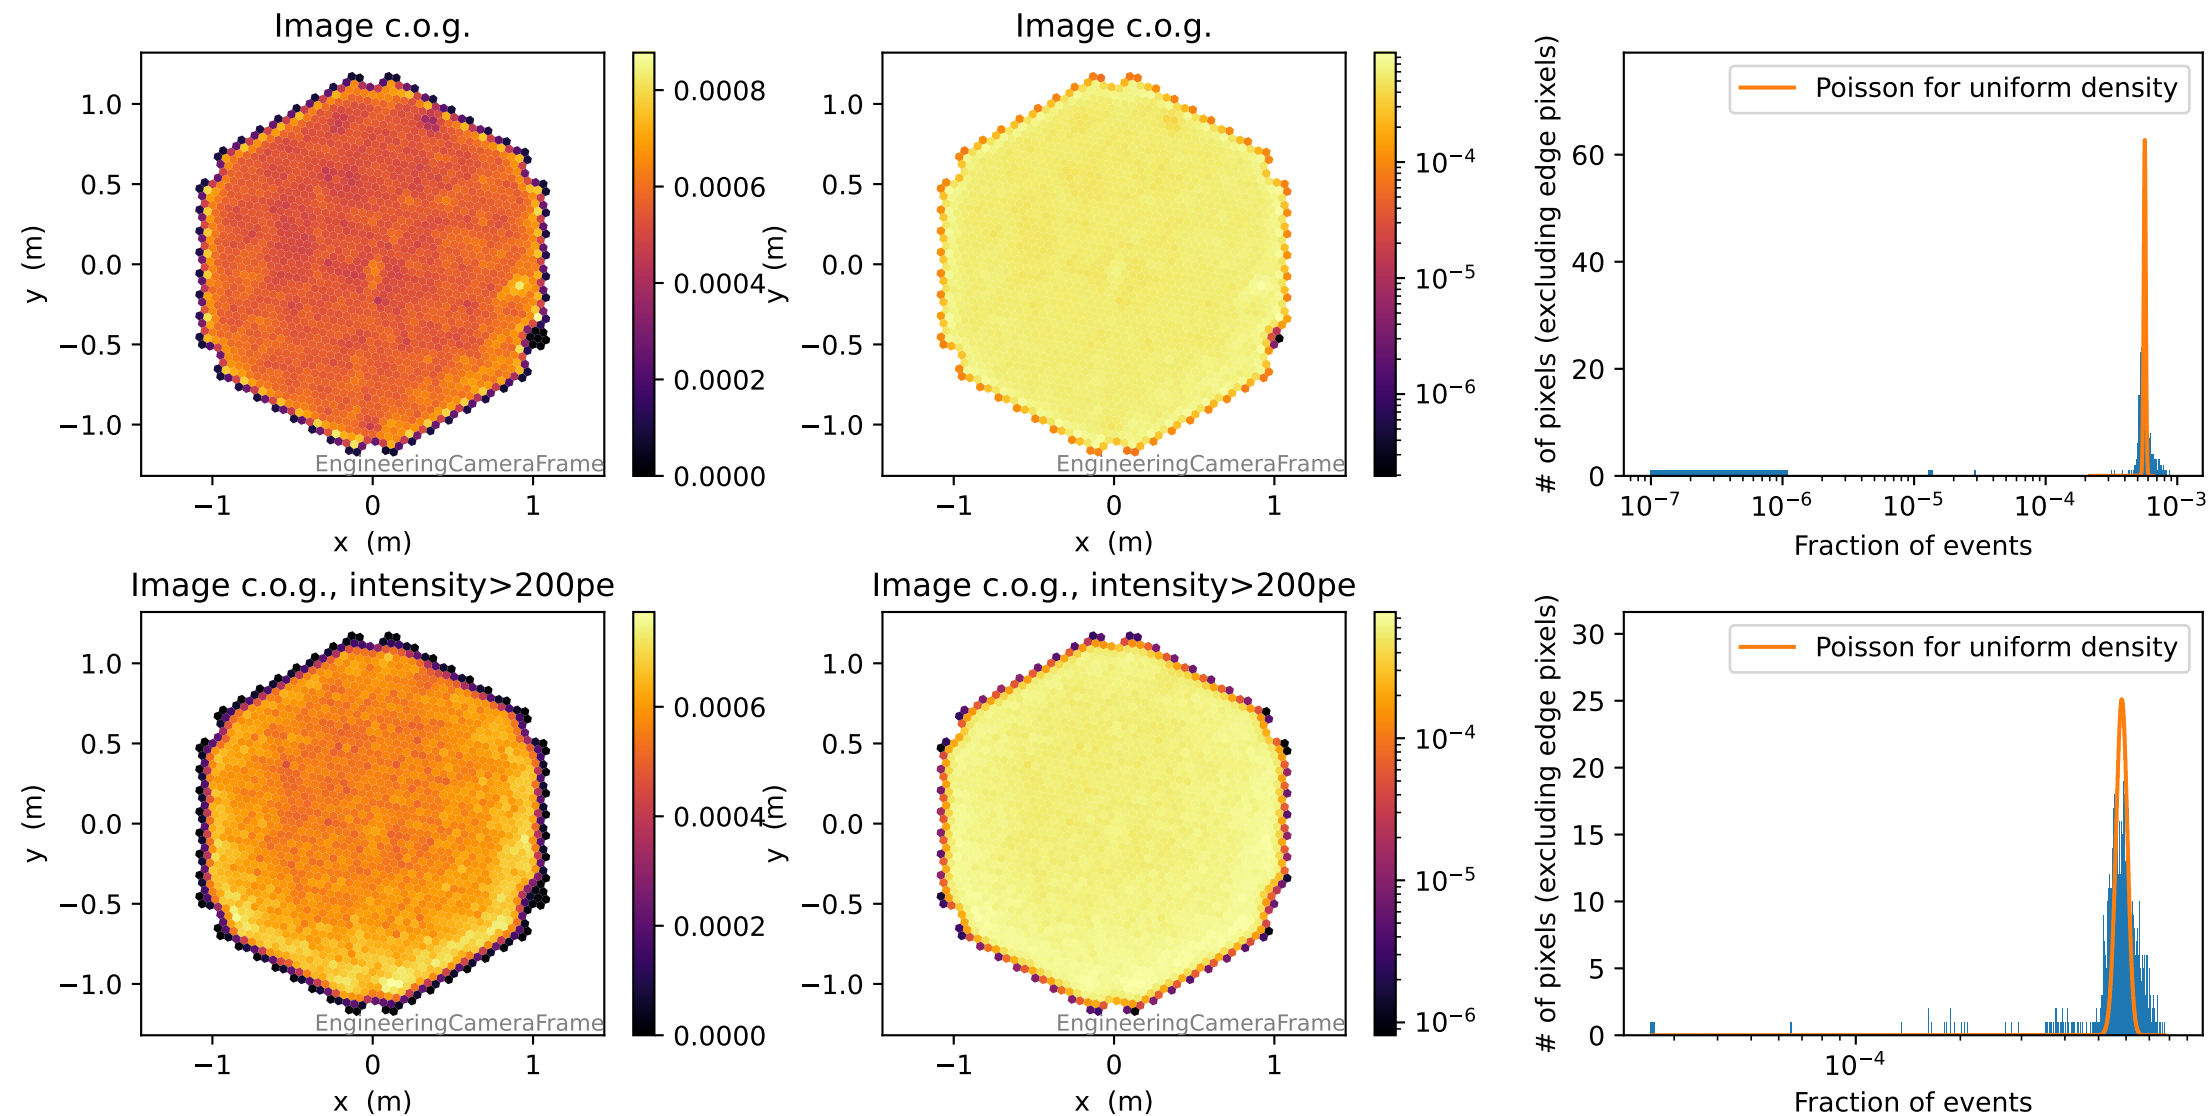 Image c.o.g.
1.0
0.5
0.0
−0.5
−1.0
y (m)
−1
0
1
x (m)
EngineeringCameraFrame
0.0008
0.0006
0.0004
0.0002
0.0000
Image c.o.g.
1.0
0.5
0.0
−0.5
−1.0
y (m)
−1
0
1
x (m)
EngineeringCameraFrame
10⁻⁴
10⁻⁵
10⁻⁶
# of pixels (excluding edge pixels)
60
40
20
0
Poisson for uniform density
10⁻⁷
10⁻⁶
10⁻⁵
10⁻⁴
10⁻³
Fraction of events
Image c.o.g., intensity>200pe
1.0
0.5
0.0
−0.5
−1.0
y (m)
−1
0
1
x (m)
EngineeringCameraFrame
0.0006
0.0004
0.0002
0.0000
Image c.o.g., intensity>200pe
1.0
0.5
0.0
−0.5
−1.0
y (m)
−1
0
1
x (m)
EngineeringCameraFrame
10⁻⁴
10⁻⁵
10⁻⁶
# of pixels (excluding edge pixels)
30
25
20
15
10
5
0
Poisson for uniform density
10⁻⁴
Fraction of events